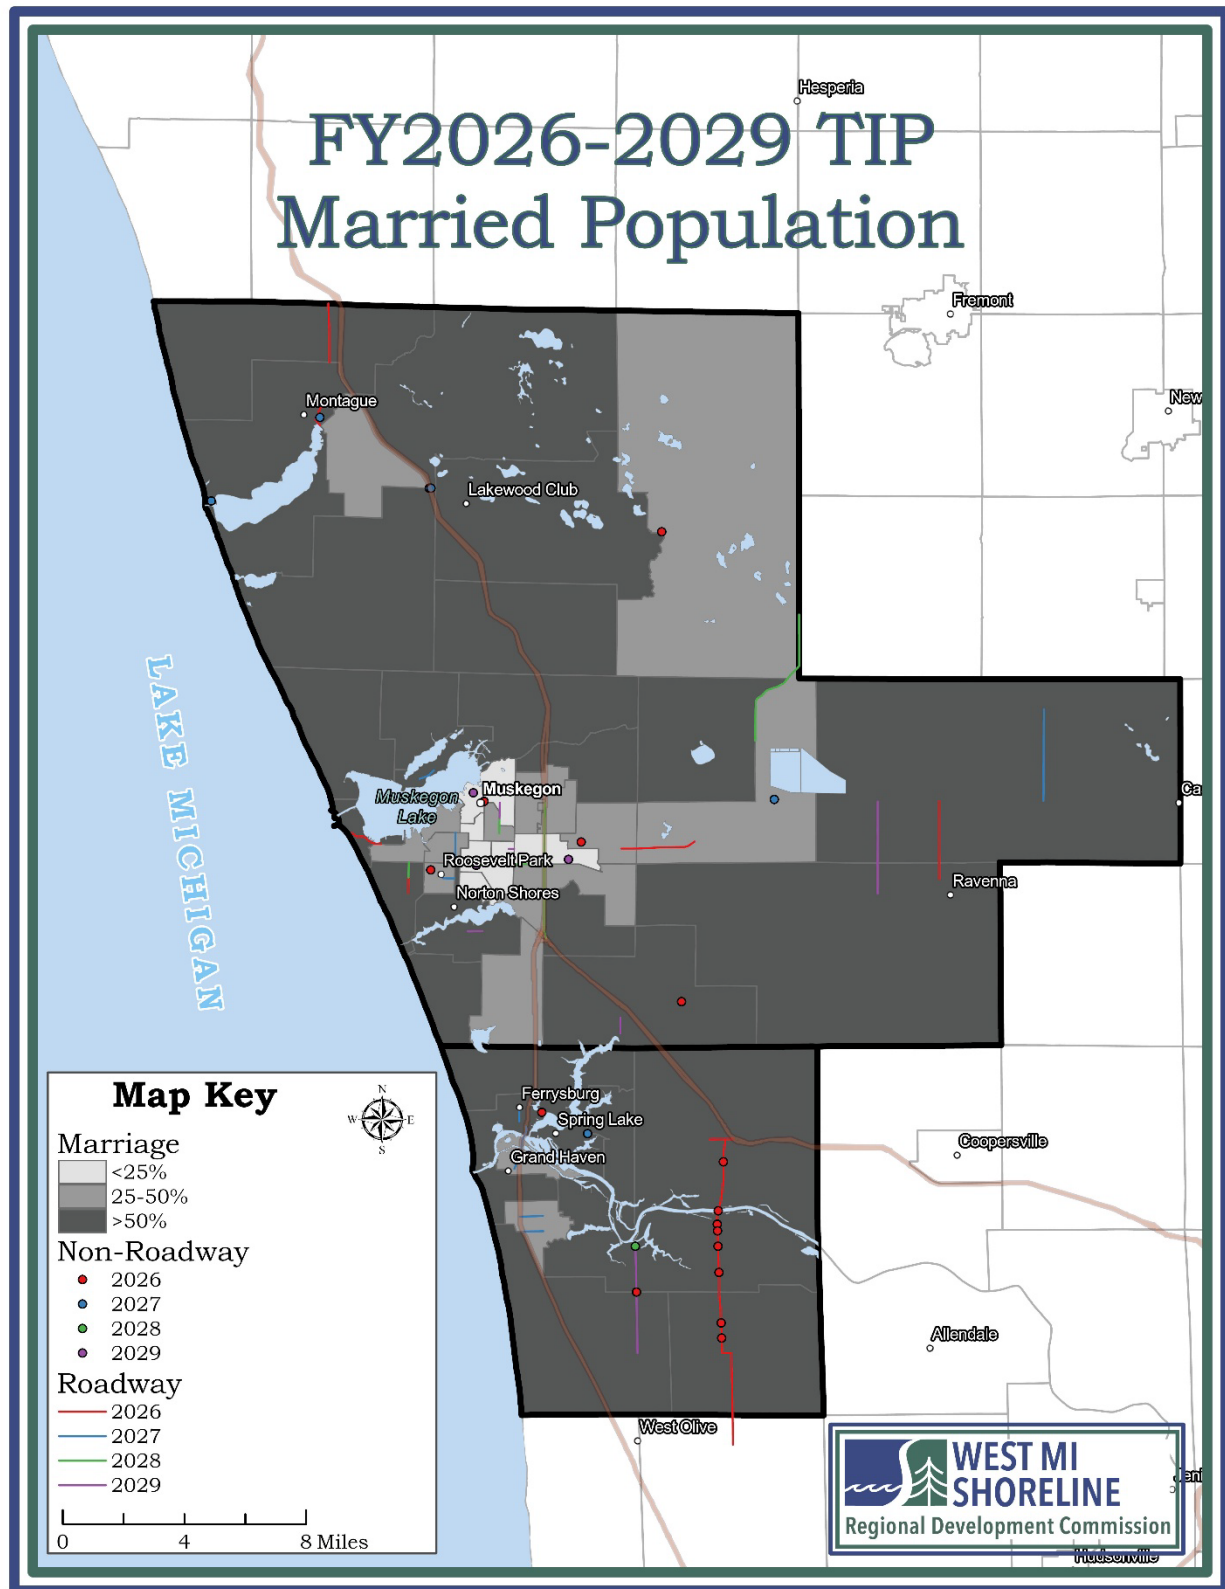 Hesperia
FY2026-2029 TIP
Married Population
Fremont
New
Montague
Lakewood Club
LAKE MICHIGAN
Muskegon
Muskegon
Lake
Ca
Roosevelt Park
Ravenna
Norton Shores
Map Key
N
W
E
S
Marriage
<25%
25-50%
>50%
Non-Roadway
2026
2027
2028
2029
Roadway
2026
2027
2028
2029
0 4 8 Miles
Ferrysburg
Spring Lake
Grand Haven
Coopersville
Allendale
West Olive
WEST MI
SHORELINE
Regional Development Commission
Jeni
Hudsonville